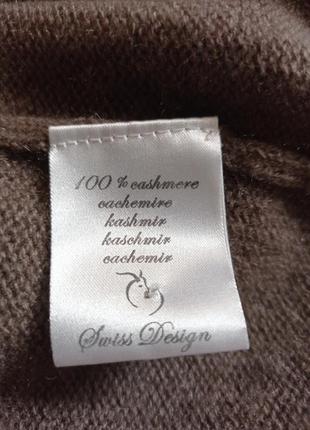 100 % cashmere
cachemire
kashmir
kaschmir
cachemir
Swiss Design